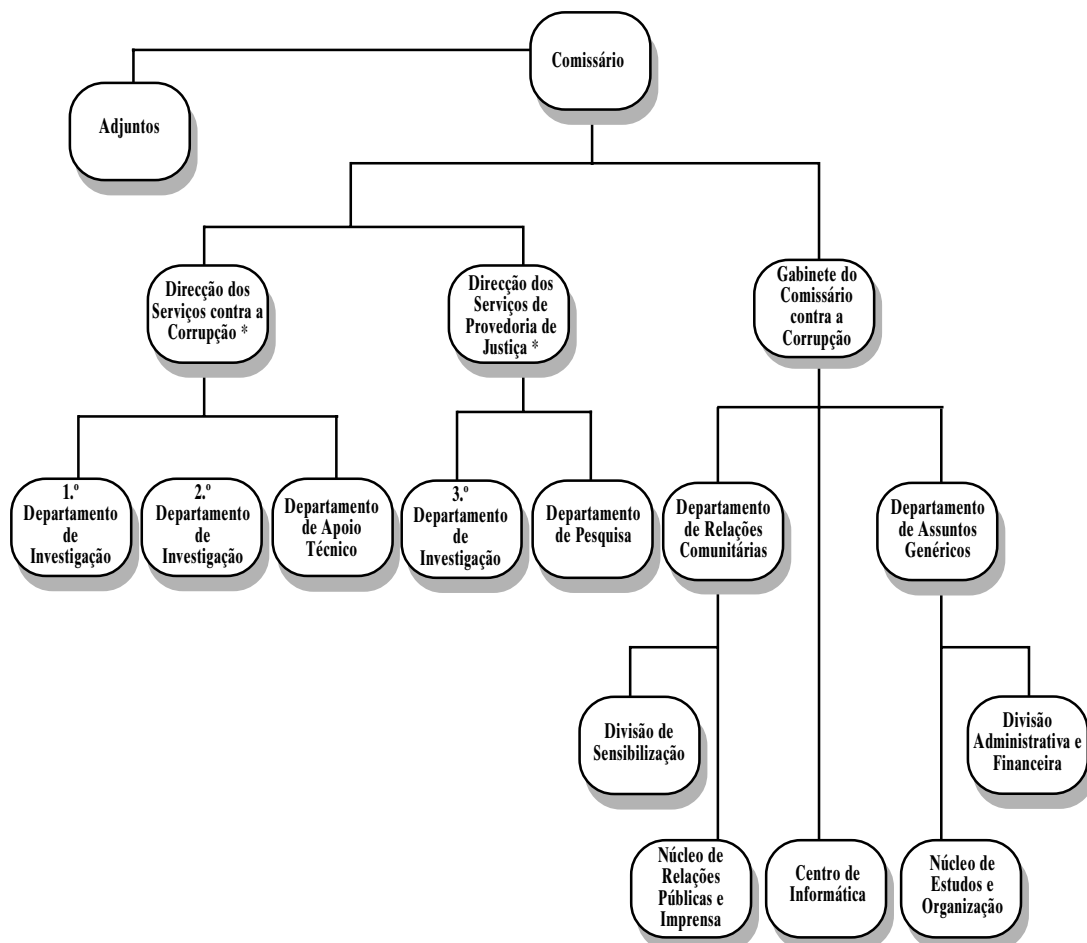 Comissário
Adjuntos
Direcção dos
Serviços contra a
Corrupção *
Direcção dos
Serviços de
Provedoria de
Justiça *
Gabinete do
Comissário
contra a
Corrupção
1.º
Departamento
de
Investigação
2.º
Departamento
de
Investigação
Departamento
de Apoio
Técnico
3.º
Departamento
de
Investigação
Departamento
de Pesquisa
Departamento
de Relações
Comunitárias
Departamento
de Assuntos
Genéricos
Divisão de
Sensibilização
Divisão
Administrativa e
Financeira
Núcleo de
Relações
Públicas e
Imprensa
Centro de
Informática
Núcleo de
Estudos e
Organização